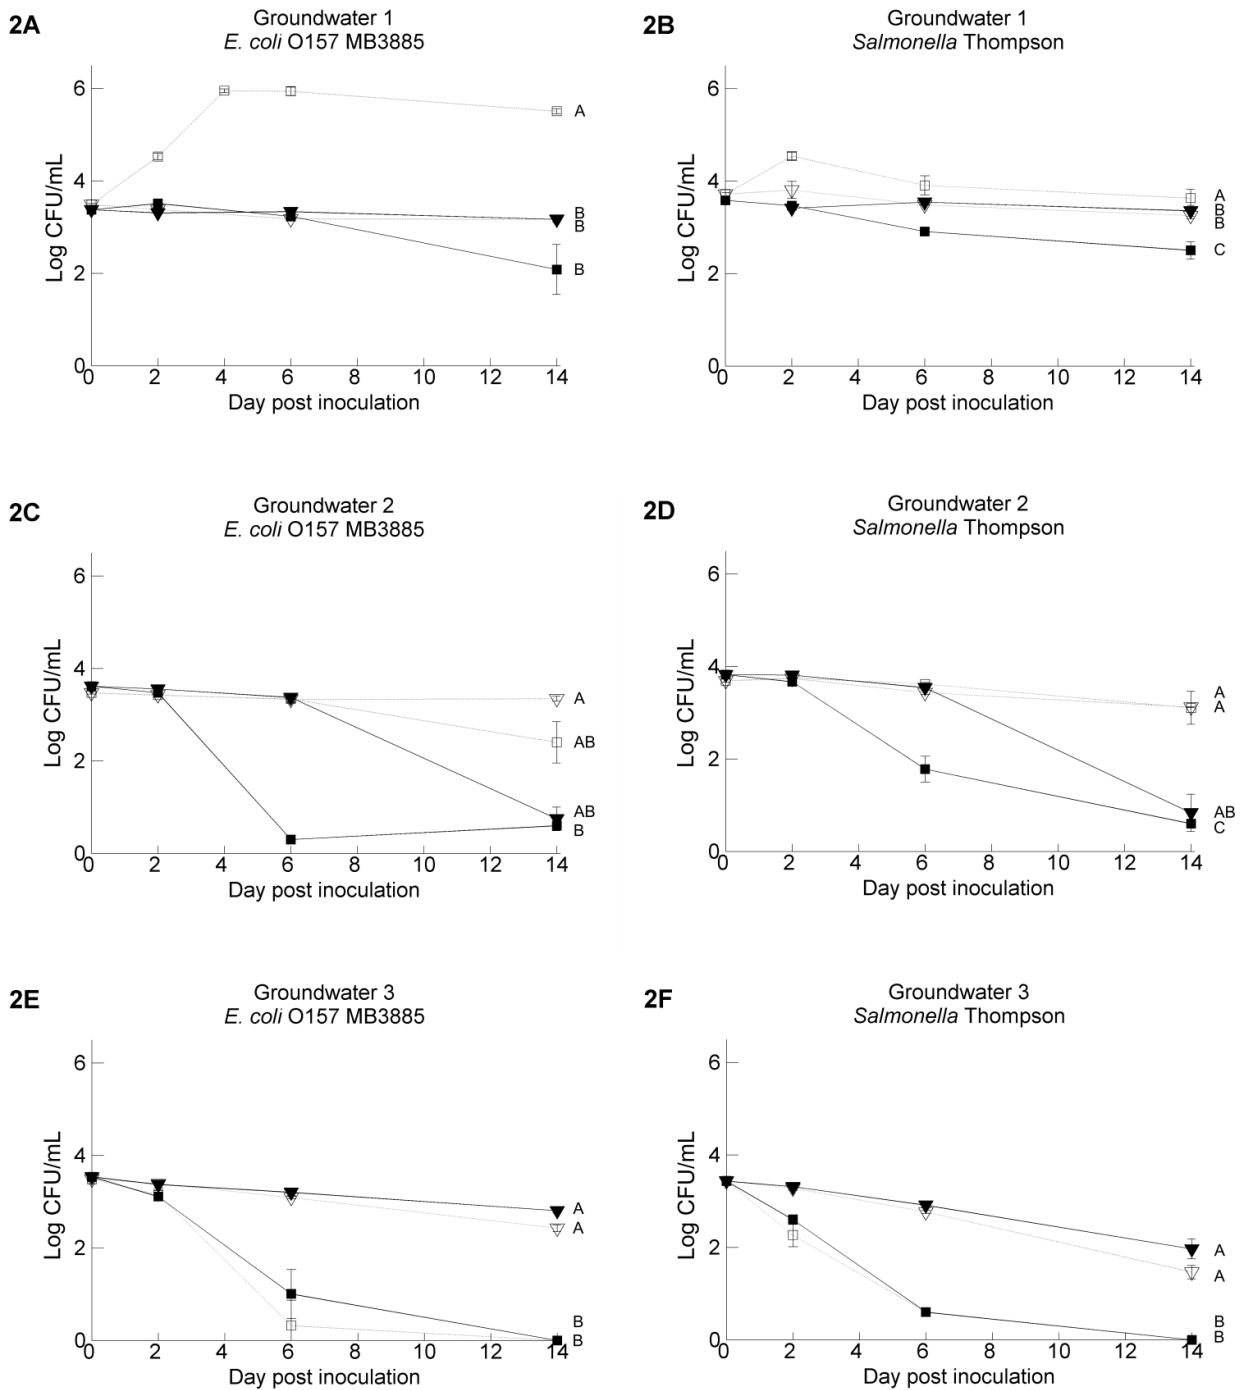 2A
Groundwater 1
E. coli O157 MB3885
Log CFU/mL
6
4
2
0
A
B
B
B
0 2 4 6 8 10 12 14
Day post inoculation
2B
Groundwater 1
Salmonella Thompson
Log CFU/mL
6
4
2
0
A
B
B
C
0 2 4 6 8 10 12 14
Day post inoculation
2C
Groundwater 2
E. coli O157 MB3885
Log CFU/mL
6
4
2
0
A
AB
AB
B
0 2 4 6 8 10 12 14
Day post inoculation
2D
Groundwater 2
Salmonella Thompson
Log CFU/mL
6
4
2
0
A
A
AB
C
0 2 4 6 8 10 12 14
Day post inoculation
2E
Groundwater 3
E. coli O157 MB3885
Log CFU/mL
6
4
2
0
A
A
B
B
0 2 4 6 8 10 12 14
Day post inoculation
2F
Groundwater 3
Salmonella Thompson
Log CFU/mL
6
4
2
0
A
A
B
B
0 2 4 6 8 10 12 14
Day post inoculation